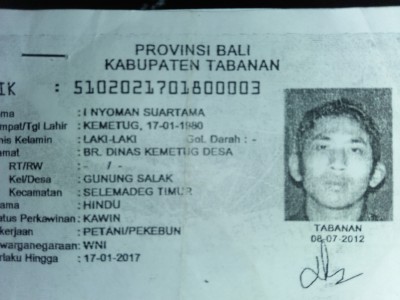 PROVINSI BALI
KABUPATEN TABANAN
IK : 5102021701800003
ma : I NYOMAN SUARTAMA
mpat/Tgl Lahir : KEMETUG, 17-01-1980
nis Kelamin : LAKI-LAKI Gol. Darah : -
amat : BR. DINAS KEMETUG DESA
RT/RW : - / -
Kel/Desa : GUNUNG SALAK
Kecamatan : SELEMADEG TIMUR
ama : HINDU
atus Perkawinan : KAWIN
kerjaan : PETANI/PEKEBUN
ewarganegaraan : WNI
rlaku Hingga : 17-01-2017
TABANAN
08-07-2012